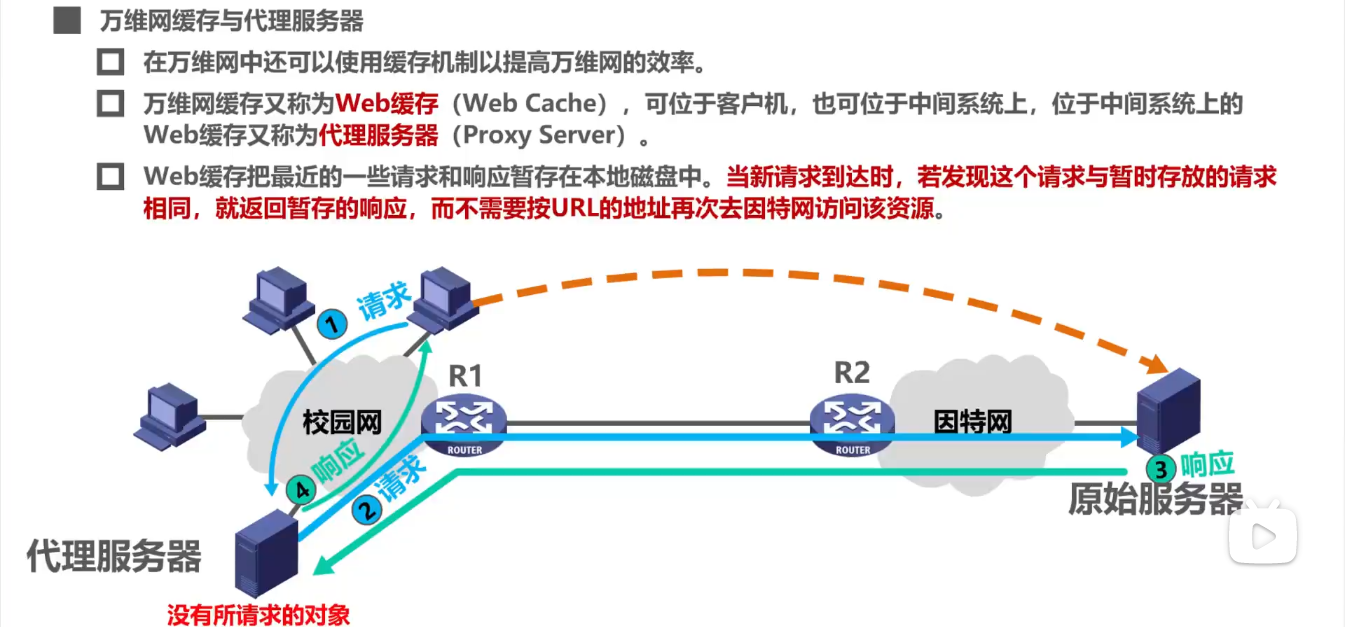 万维网缓存与代理服务器
在万维网中还可以使用缓存机制以提高万维网的效率。
万维网缓存又称为Web缓存（Web Cache），可位于客户机，也可位于中间系统上，位于中间系统上的
Web缓存又称为代理服务器（Proxy Server）。
Web缓存把最近的一些请求和响应暂存在本地磁盘中。当新请求到达时，若发现这个请求与暂时存放的请求
相同，就返回暂存的响应，而不需要按URL的地址再次去因特网访问该资源。
1 请求
R1
R2
校园网
因特网
ROUTER
ROUTER
4 响应
2 请求
3 响应
原始服务器
代理服务器
没有所请求的对象